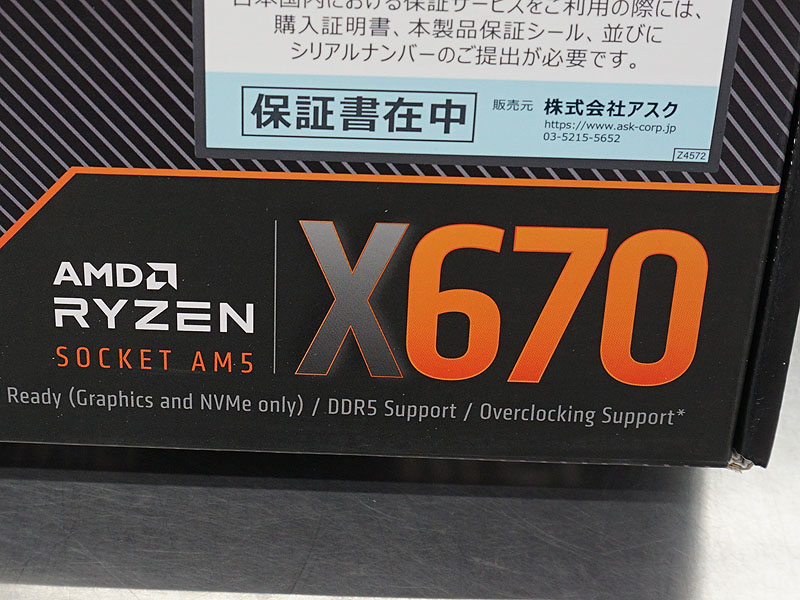 日本国内における保証サービスをご利用の際には、
購入証明書、本製品保証シール、並びに
シリアルナンバーのご提出が必要です。
保証書在中
販売元 株式会社アスク
https://www.ask-corp.jp
03-5215-5652
Z4572
AMD
RYZEN
SOCKET AM5
X670
Ready (Graphics and NVMe only) / DDR5 Support / Overclocking Support*